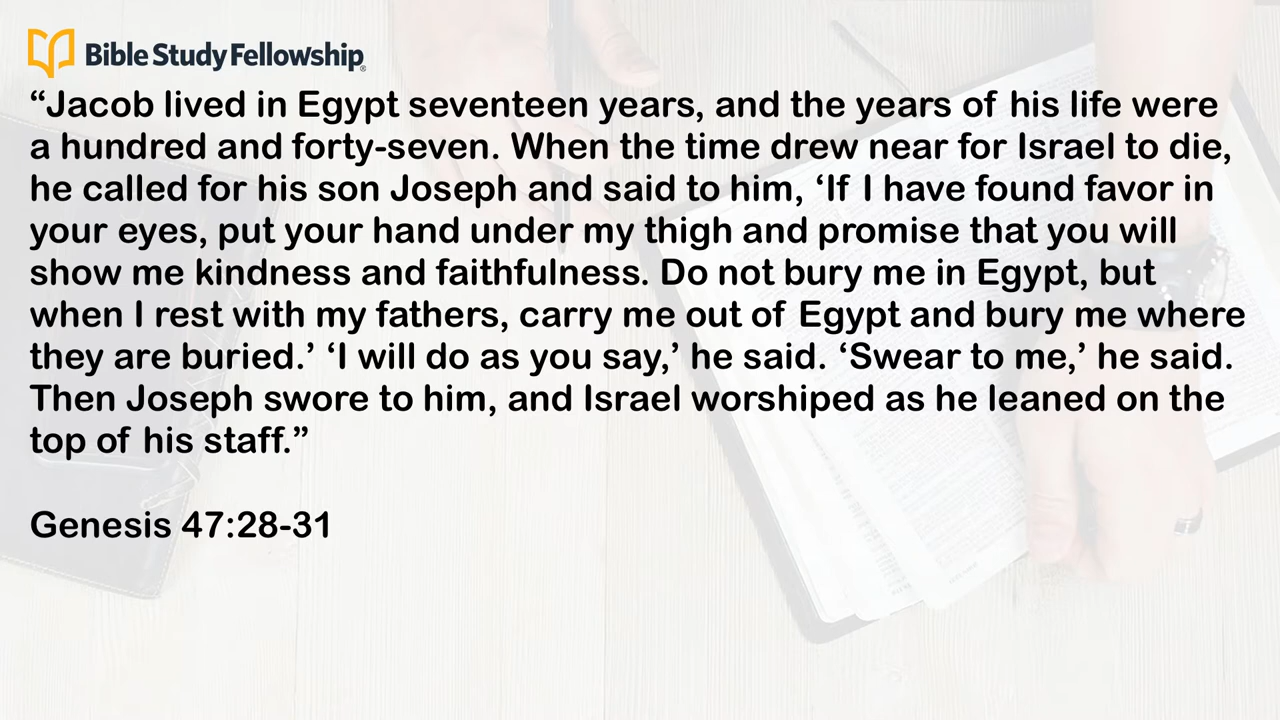 Bible Study Fellowship®
“Jacob lived in Egypt seventeen years, and the years of his life were
a hundred and forty-seven. When the time drew near for Israel to die,
he called for his son Joseph and said to him, ‘If I have found favor in
your eyes, put your hand under my thigh and promise that you will
show me kindness and faithfulness. Do not bury me in Egypt, but
when I rest with my fathers, carry me out of Egypt and bury me where
they are buried.’ ‘I will do as you say,’ he said. ‘Swear to me,’ he said.
Then Joseph swore to him, and Israel worshiped as he leaned on the
top of his staff.”
Genesis 47:28-31